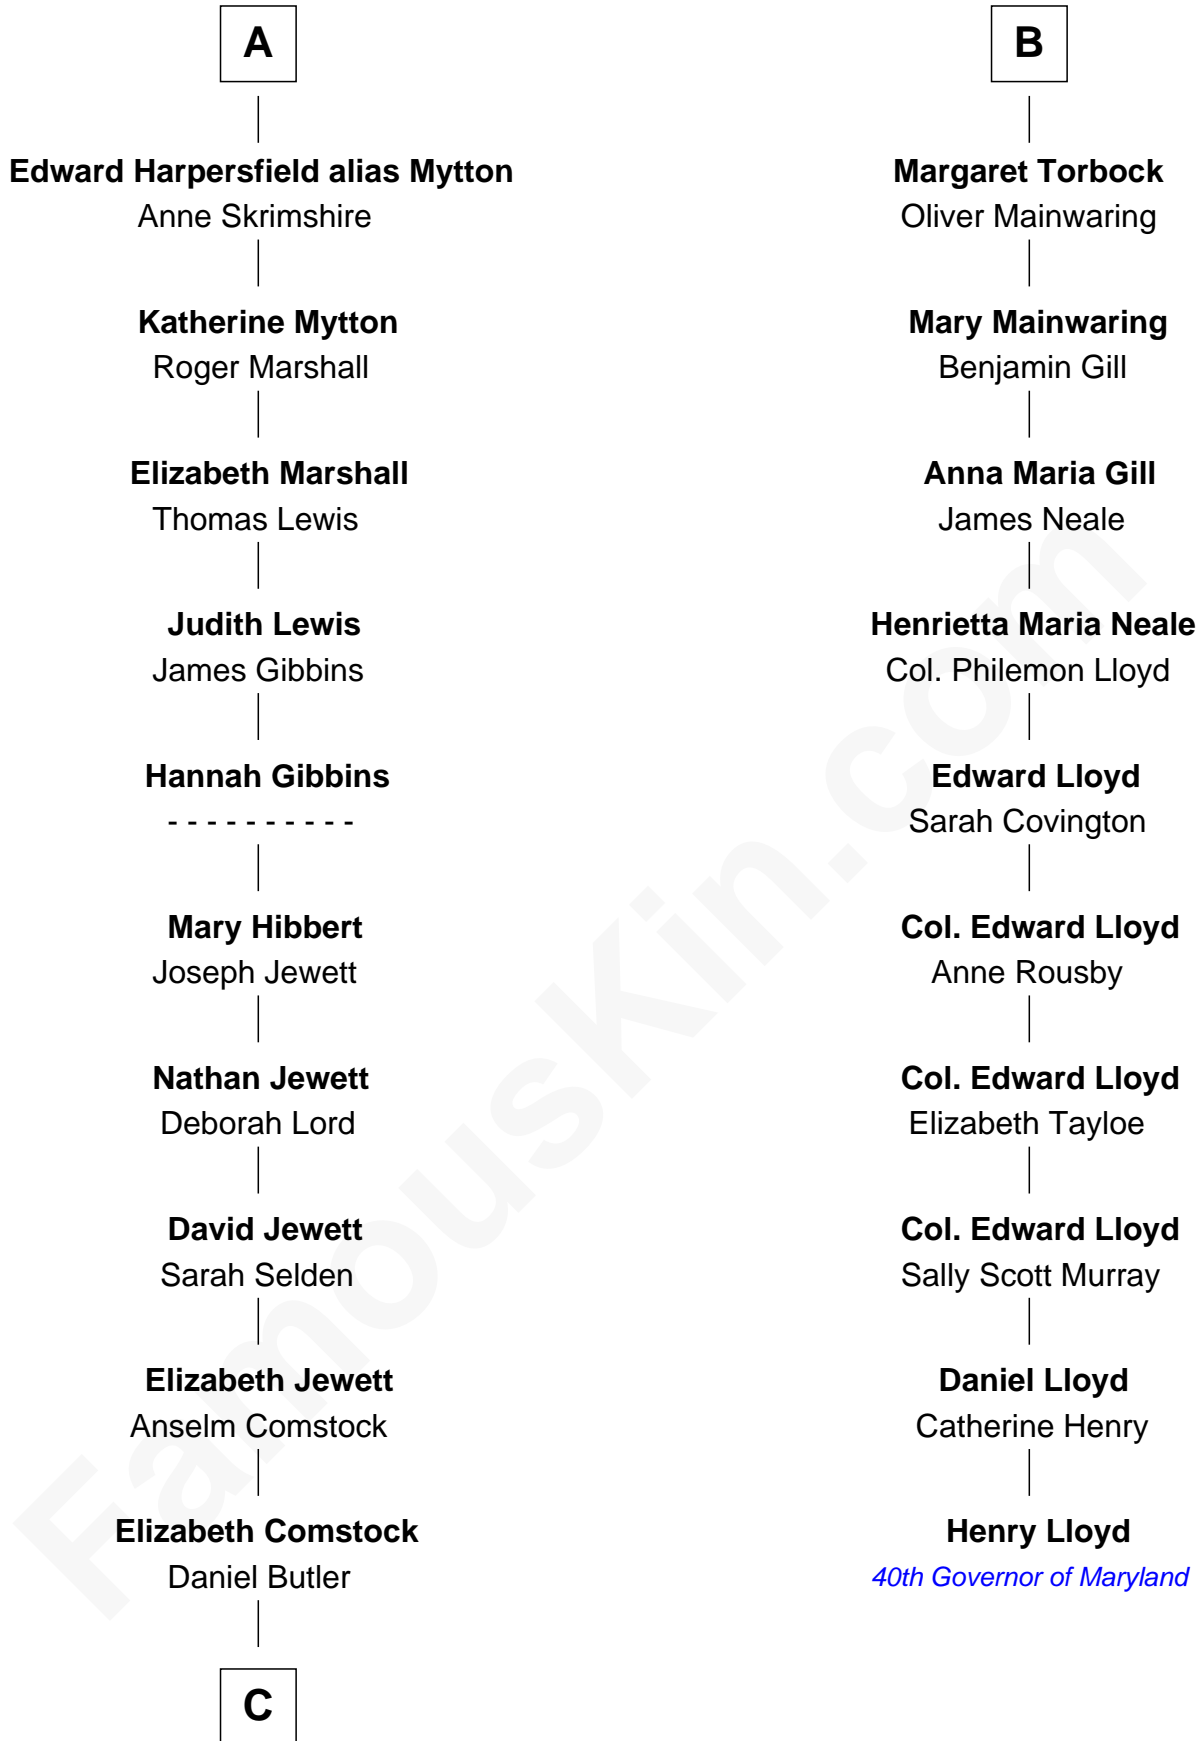 A
Edward Harpersfield alias Mytton
Anne Skrimshire
Katherine Mytton
Roger Marshall
Elizabeth Marshall
Thomas Lewis
Judith Lewis
James Gibbins
Hannah Gibbins
- - - - - - - - - -
Mary Hibbert
Joseph Jewett
Nathan Jewett
Deborah Lord
David Jewett
Sarah Selden
Elizabeth Jewett
Anselm Comstock
Elizabeth Comstock
Daniel Butler
C
B
Margaret Torbock
Oliver Mainwaring
Mary Mainwaring
Benjamin Gill
Anna Maria Gill
James Neale
Henrietta Maria Neale
Col. Philemon Lloyd
Edward Lloyd
Sarah Covington
Col. Edward Lloyd
Anne Rousby
Col. Edward Lloyd
Elizabeth Tayloe
Col. Edward Lloyd
Sally Scott Murray
Daniel Lloyd
Catherine Henry
Henry Lloyd
40th Governor of Maryland
FamousKin.com